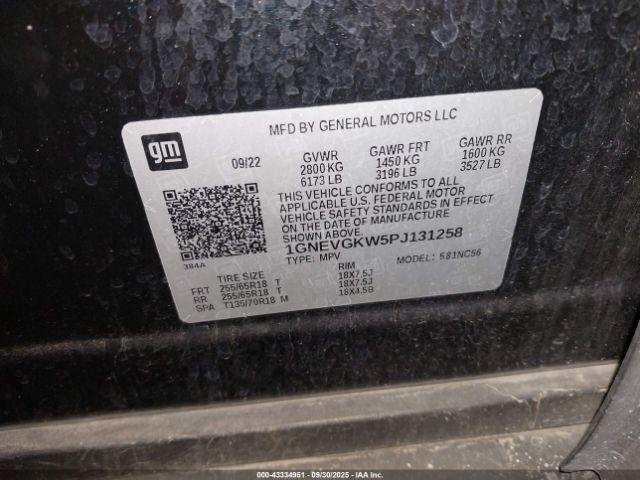 MFD BY GENERAL MOTORS LLC
gm
09/22
GVWR GAWR FRT GAWR RR
2800 KG 1450 KG 1600 KG
6173 LB 3196 LB 3527 LB
THIS VEHICLE CONFORMS TO ALL
APPLICABLE U.S. FEDERAL MOTOR
VEHICLE SAFETY STANDARDS IN EFFECT
ON THE DATE OF MANUFACTURE
SHOWN ABOVE.
1GNEVGKW5PJ131258
384A
TYPE: MPV MODEL: 581NC56
TIRE SIZE RIM
FRT 255/65R18 T 18X7.5J
RR 255/65R18 T 18X7.5J
SPA T135/70R18 M 18X4.5B
000-43334951 - 09/30/2025 - IAAI.COM